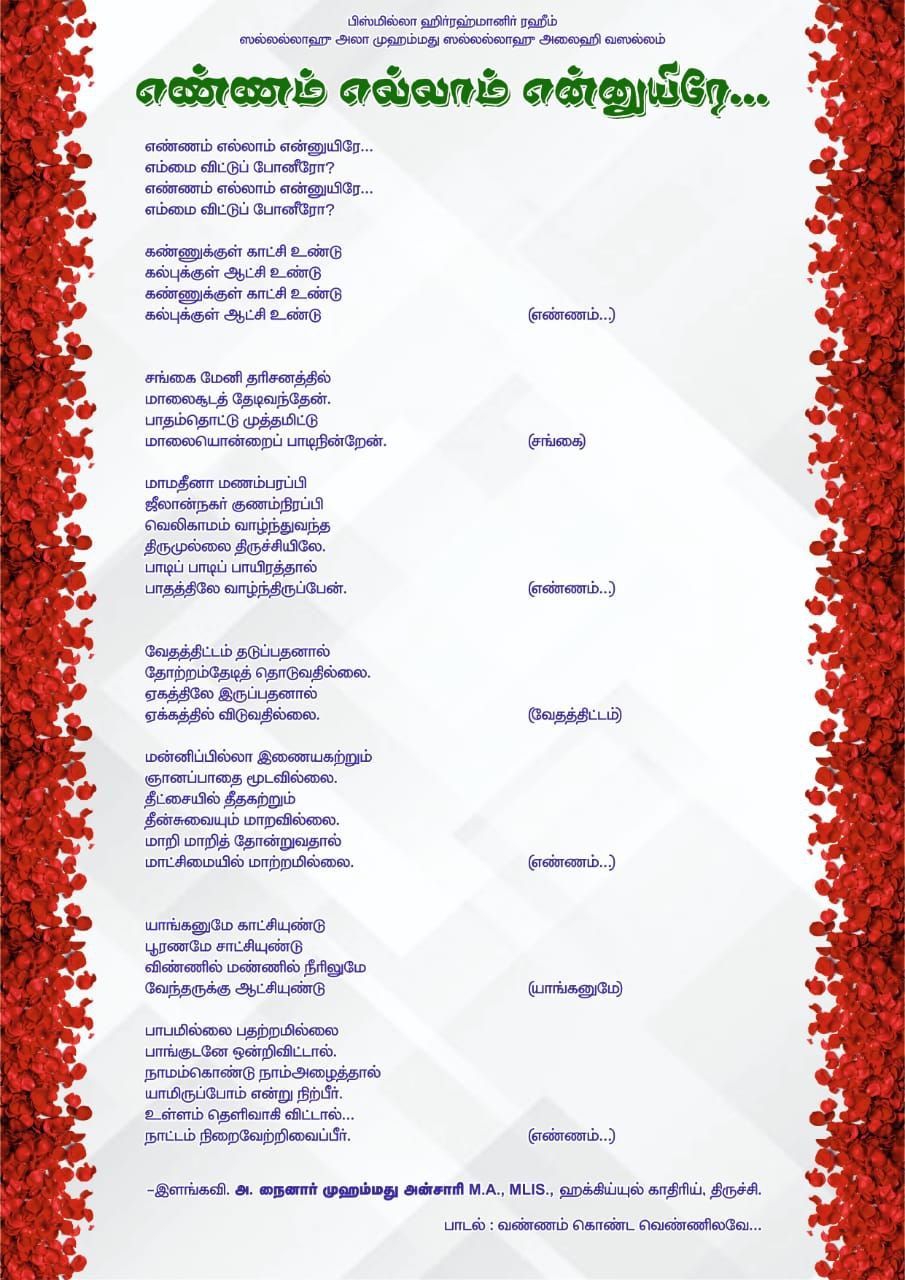 பிஸ்மில்லா ஹிர்ரஹ்மானிர் ரஹீம்
ஸல்லல்லாஹு அலா முஹம்மது ஸல்லல்லாஹு அலைஹி வஸல்லம்
எண்ணம் எல்லாம் என்னுயிரே...
எண்ணம் எல்லாம் என்னுயிரே...
எம்மை விட்டுப் போனீரோ?
எண்ணம் எல்லாம் என்னுயிரே...
எம்மை விட்டுப் போனீரோ?
கண்ணுக்குள் காட்சி உண்டு
கல்புக்குள் ஆட்சி உண்டு
கண்ணுக்குள் காட்சி உண்டு
கல்புக்குள் ஆட்சி உண்டு (எண்ணம்...)
சங்கை மேனி தரிசனத்தில்
மாலைசூடத் தேடிவந்தேன்.
பாதம்தொட்டு முத்தமிட்டு
மாலையொன்றைப் பாடிநின்றேன். (சங்கை)
மாமதீனா மணம்பரப்பி
ஜீலான்நகர் குணம்நிரப்பி
வெலிகாமம் வாழ்ந்துவந்த
திருமுல்லை திருச்சியிலே.
பாடிப் பாடிப் பாயிரத்தால்
பாதத்திலே வாழ்ந்திருப்பேன். (எண்ணம்...)
வேதத்திட்டம் தடுப்பதனால்
தோற்றம்தேடித் தொடுவதில்லை.
ஏகத்திலே இருப்பதனால்
ஏக்கத்தில் விடுவதில்லை. (வேதத்திட்டம்)
மன்னிப்பில்லா இணையகற்றும்
ஞானப்பாதை மூடவில்லை.
தீட்சையில் தீதகற்றும்
தீன்சுவையும் மாறவில்லை.
மாறி மாறித் தோன்றுவதால்
மாட்சிமையில் மாற்றமில்லை. (எண்ணம்...)
யாங்கனுமே காட்சியுண்டு
பூரணமே சாட்சியுண்டு
விண்ணில் மண்ணில் நீரிலுமே
வேந்தருக்கு ஆட்சியுண்டு (யாங்கனுமே)
பாபமில்லை பதற்றமில்லை
பாங்குடனே ஒன்றிவிட்டால்.
நாமம்கொண்டு நாம்அழைத்தால்
யாமிருப்போம் என்று நிற்பீர்.
உள்ளம் தெளிவாகி விட்டால்...
நாட்டம் நிறைவேற்றிவைப்பீர். (எண்ணம்...)
-இளங்கவி. அ. நைனார் முஹம்மது அன்சாரி M.A., MLIS., ஹக்கிய்யுல் காதிரிய், திருச்சி.
பாடல் : வண்ணம் கொண்ட வெண்ணிலவே...